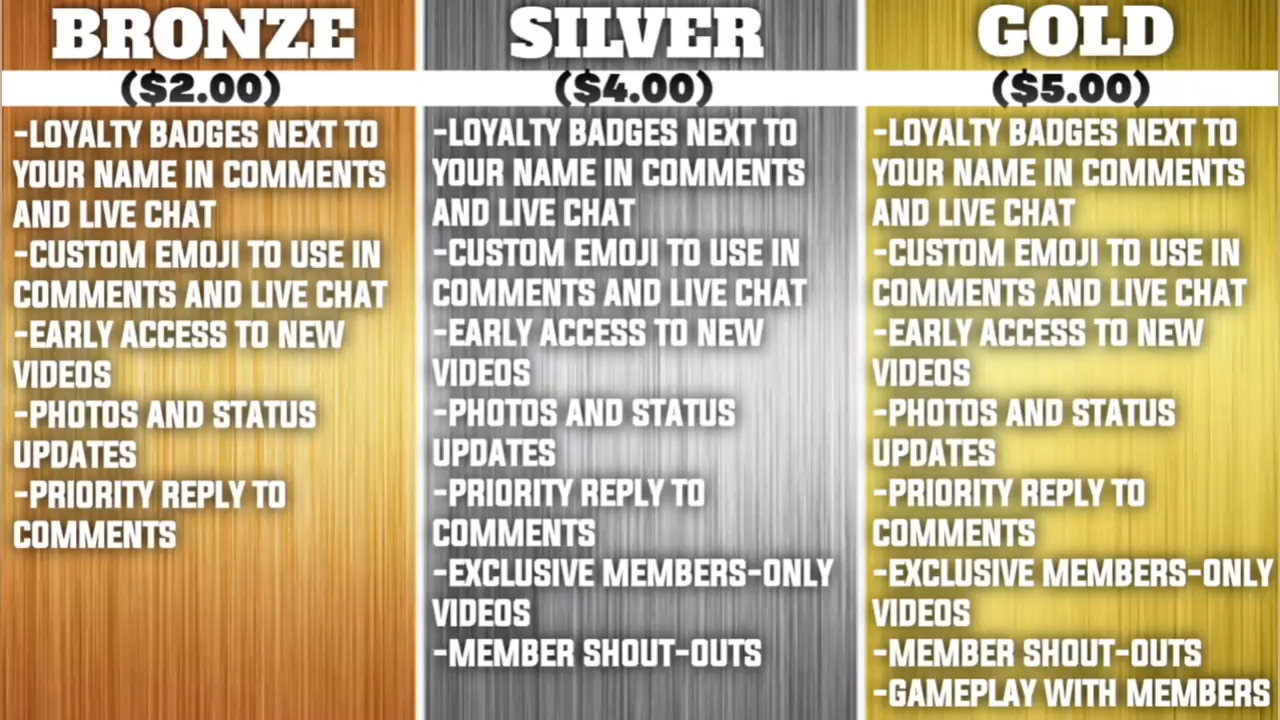 BRONZE
($2.00)
-LOYALTY BADGES NEXT TO
YOUR NAME IN COMMENTS
AND LIVE CHAT
-CUSTOM EMOJI TO USE IN
COMMENTS AND LIVE CHAT
-EARLY ACCESS TO NEW
VIDEOS
-PHOTOS AND STATUS
UPDATES
-PRIORITY REPLY TO
COMMENTS
SILVER
($4.00)
-LOYALTY BADGES NEXT TO
YOUR NAME IN COMMENTS
AND LIVE CHAT
-CUSTOM EMOJI TO USE IN
COMMENTS AND LIVE CHAT
-EARLY ACCESS TO NEW
VIDEOS
-PHOTOS AND STATUS
UPDATES
-PRIORITY REPLY TO
COMMENTS
-EXCLUSIVE MEMBERS-ONLY
VIDEOS
-MEMBER SHOUT-OUTS
GOLD
($5.00)
-LOYALTY BADGES NEXT TO
YOUR NAME IN COMMENTS
AND LIVE CHAT
-CUSTOM EMOJI TO USE IN
COMMENTS AND LIVE CHAT
-EARLY ACCESS TO NEW
VIDEOS
-PHOTOS AND STATUS
UPDATES
-PRIORITY REPLY TO
COMMENTS
-EXCLUSIVE MEMBERS-ONLY
VIDEOS
-MEMBER SHOUT-OUTS
-GAMEPLAY WITH MEMBERS